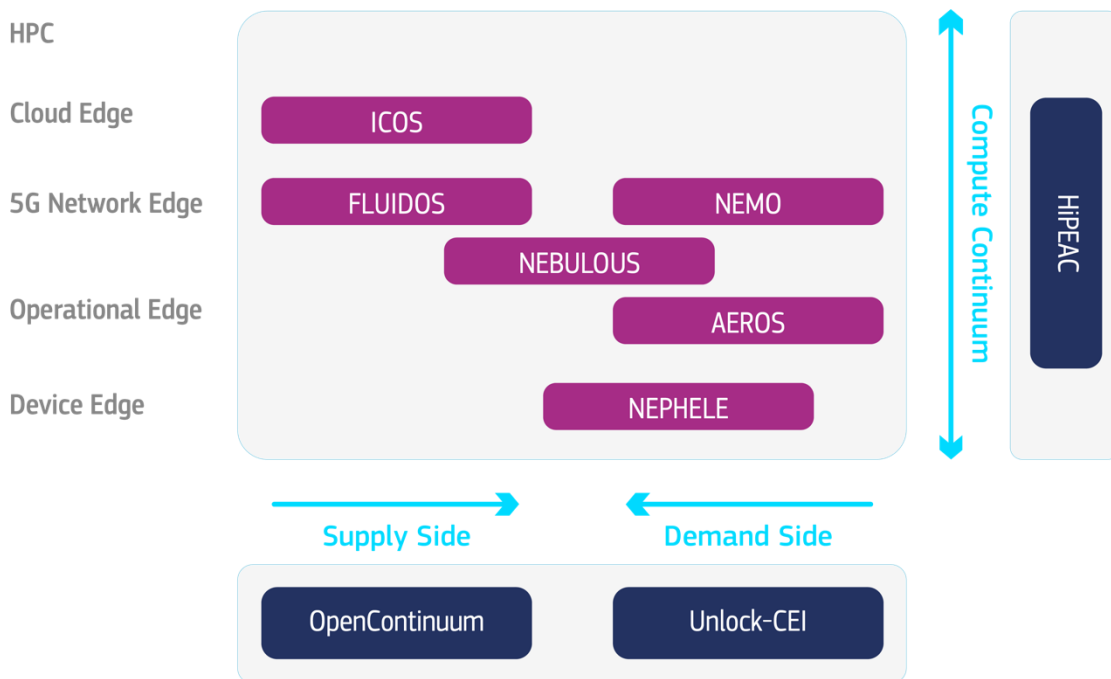 HPC
Cloud Edge
ICOS
5G Network Edge
FLUIDOS
NEMO
NEBULOUS
Operational Edge
AEROS
Device Edge
NEPHELE
Compute Continuum
HiPEAC
Supply Side
Demand Side
OpenContinuum
Unlock-CEI